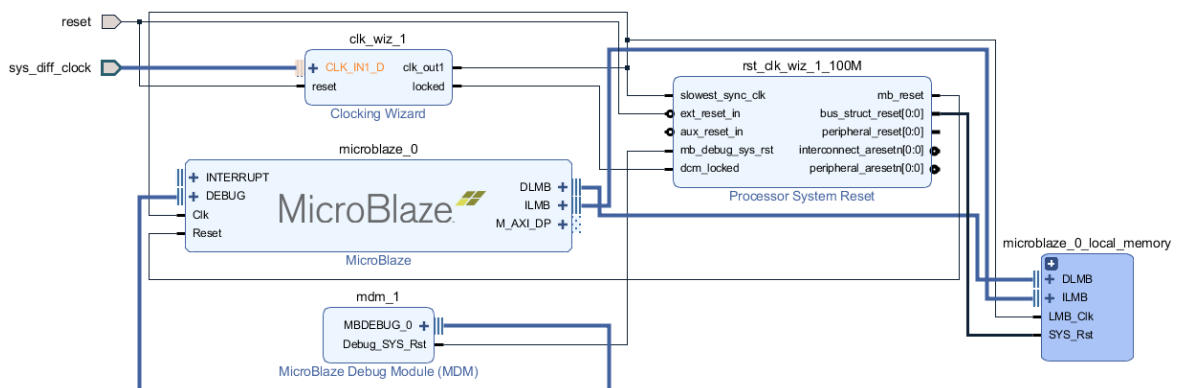 reset
sys_diff_clock
clk_wiz_1
CLK_IN1_D
reset
clk_out1
locked
Clocking Wizard
rst_clk_wiz_1_100M
slowest_sync_clk
ext_reset_in
aux_reset_in
mb_debug_sys_rst
dcm_locked
mb_reset
bus_struct_reset[0:0]
peripheral_reset[0:0]
interconnect_aresetn[0:0]
peripheral_aresetn[0:0]
Processor System Reset
microblaze_0
INTERRUPT
DEBUG
Clk
Reset
MicroBlaze
DLMB
ILMB
M_AXI_DP
MicroBlaze
mdm_1
MBDEBUG_0
Debug_SYS_Rst
MicroBlaze Debug Module (MDM)
microblaze_0_local_memory
DLMB
ILMB
LMB_Clk
SYS_Rst